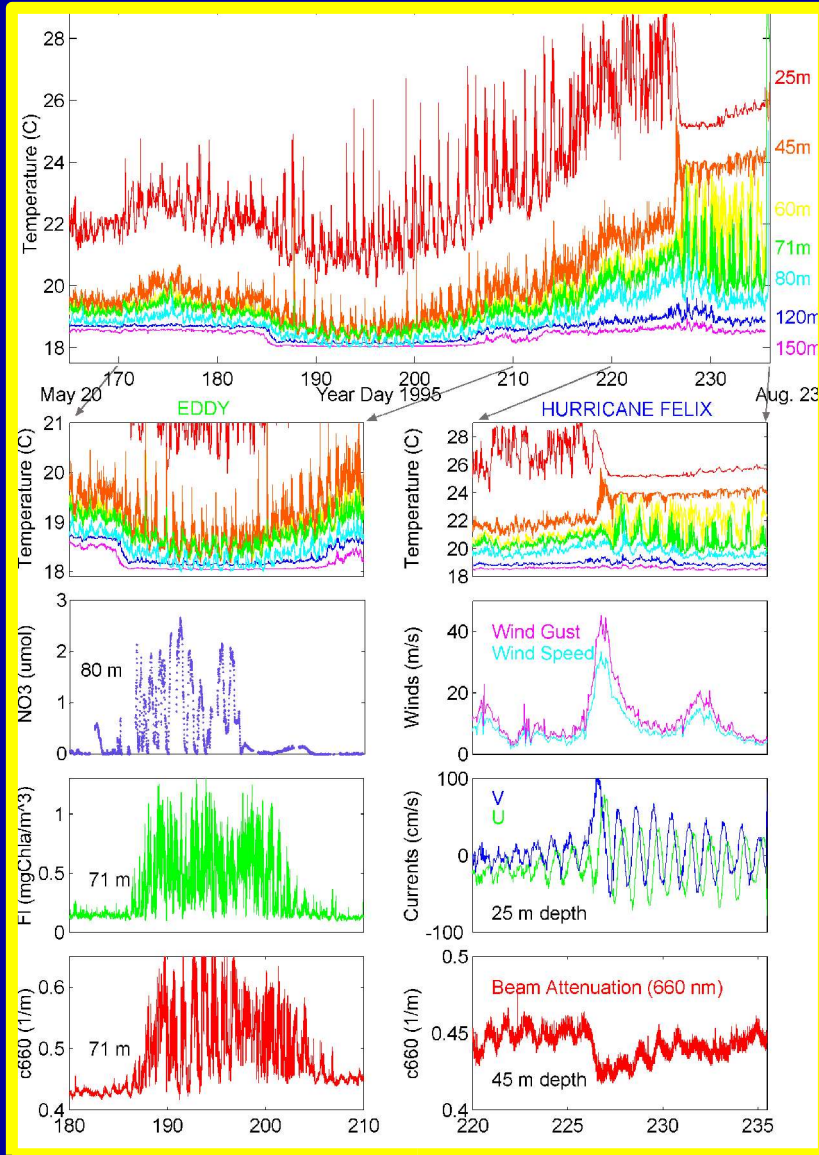 28
26
24
22
20
18
Temperature (C)
25m
45m
60m
71m
80m
120m
150m
170 180 190 200 210 220 230
May 20 Year Day 1995 Aug. 23
EDDY HURRICANE FELIX
21
20
19
18
Temperature (C)
28
26
24
22
20
18
Temperature (C)
3
2
1
0
NO3 (umol)
80 m
40
20
0
Winds (m/s)
Wind Gust
Wind Speed
1
0.5
0
Fl (mgChla/m^3)
71 m
100
0
-100
Currents (cm/s)
V
U
25 m depth
0.6
0.5
0.4
c660 (1/m)
71 m
180 190 200 210
0.5
0.45
0.4
c660 (1/m)
Beam Attenuation (660 nm)
45 m depth
220 225 230 235